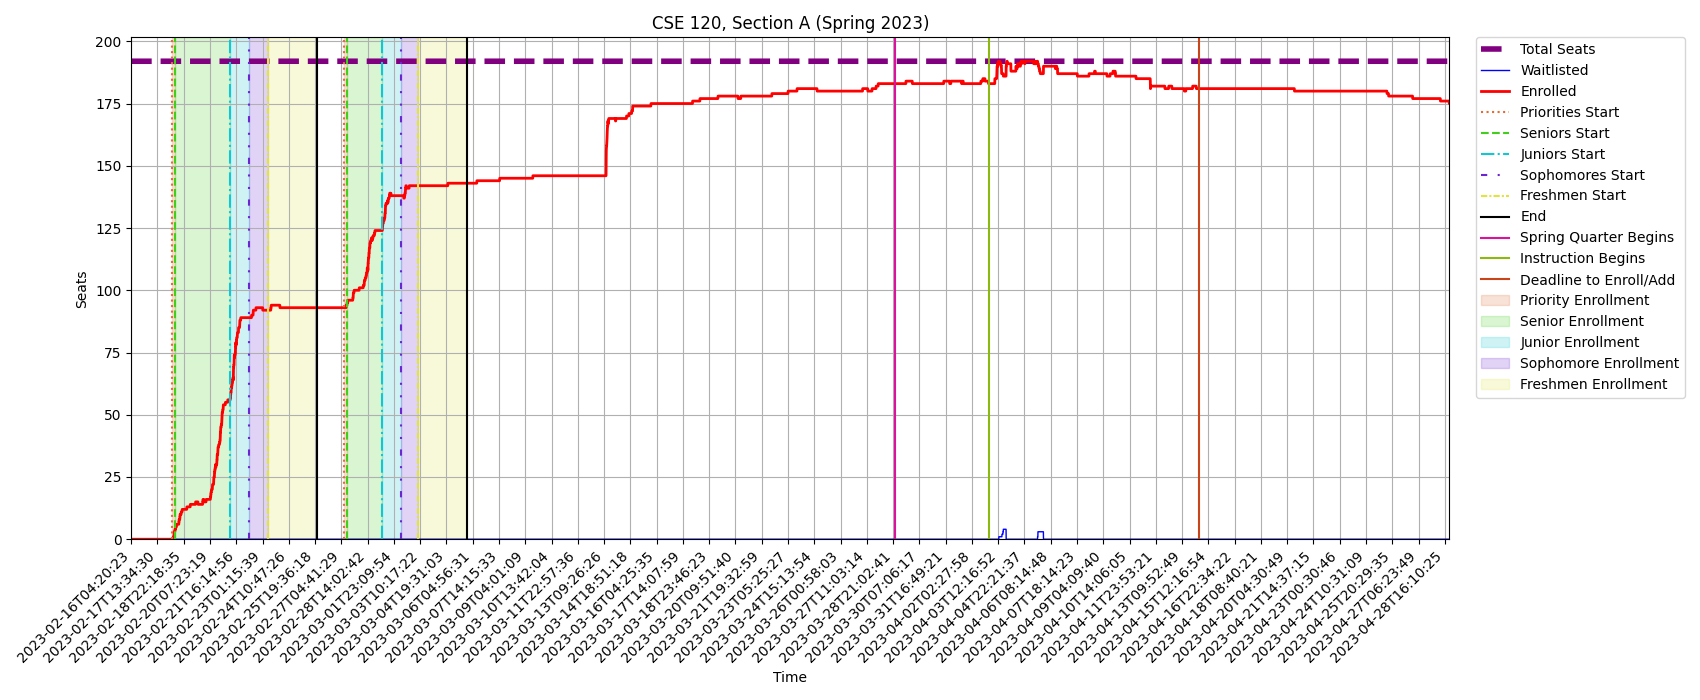 CSE 120, Section A (Spring 2023)
200
175
150
125
100
75
50
25
0
Seats
2023-02-16T04:20:23
2023-02-17T13:34:30
2023-02-18T22:18:35
2023-02-20T07:23:19
2023-02-21T16:14:56
2023-02-23T01:15:39
2023-02-24T10:47:26
2023-02-25T19:36:18
2023-02-27T04:41:29
2023-02-28T14:02:42
2023-03-01T23:09:54
2023-03-03T10:17:22
2023-03-04T19:31:03
2023-03-06T04:56:31
2023-03-07T14:15:33
2023-03-09T04:01:09
2023-03-10T13:42:04
2023-03-11T22:57:36
2023-03-13T09:26:26
2023-03-14T18:51:18
2023-03-16T04:25:35
2023-03-17T14:07:59
2023-03-18T23:46:23
2023-03-20T09:51:40
2023-03-21T19:32:59
2023-03-23T05:25:27
2023-03-24T15:13:54
2023-03-26T00:58:03
2023-03-27T11:03:14
2023-03-28T21:02:41
2023-03-30T07:06:17
2023-03-31T16:49:21
2023-04-02T02:27:58
2023-04-03T12:16:52
2023-04-04T22:21:37
2023-04-06T08:14:48
2023-04-07T18:14:23
2023-04-09T04:09:40
2023-04-10T14:06:05
2023-04-11T23:53:21
2023-04-13T09:52:49
2023-04-15T12:16:54
2023-04-16T22:34:22
2023-04-18T08:40:21
2023-04-20T04:30:49
2023-04-21T14:37:15
2023-04-23T00:30:46
2023-04-24T10:31:09
2023-04-25T20:29:35
2023-04-27T06:23:49
2023-04-28T16:10:25
Time
Total Seats
Waitlisted
Enrolled
Priorities Start
Seniors Start
Juniors Start
Sophomores Start
Freshmen Start
End
Spring Quarter Begins
Instruction Begins
Deadline to Enroll/Add
Priority Enrollment
Senior Enrollment
Junior Enrollment
Sophomore Enrollment
Freshmen Enrollment